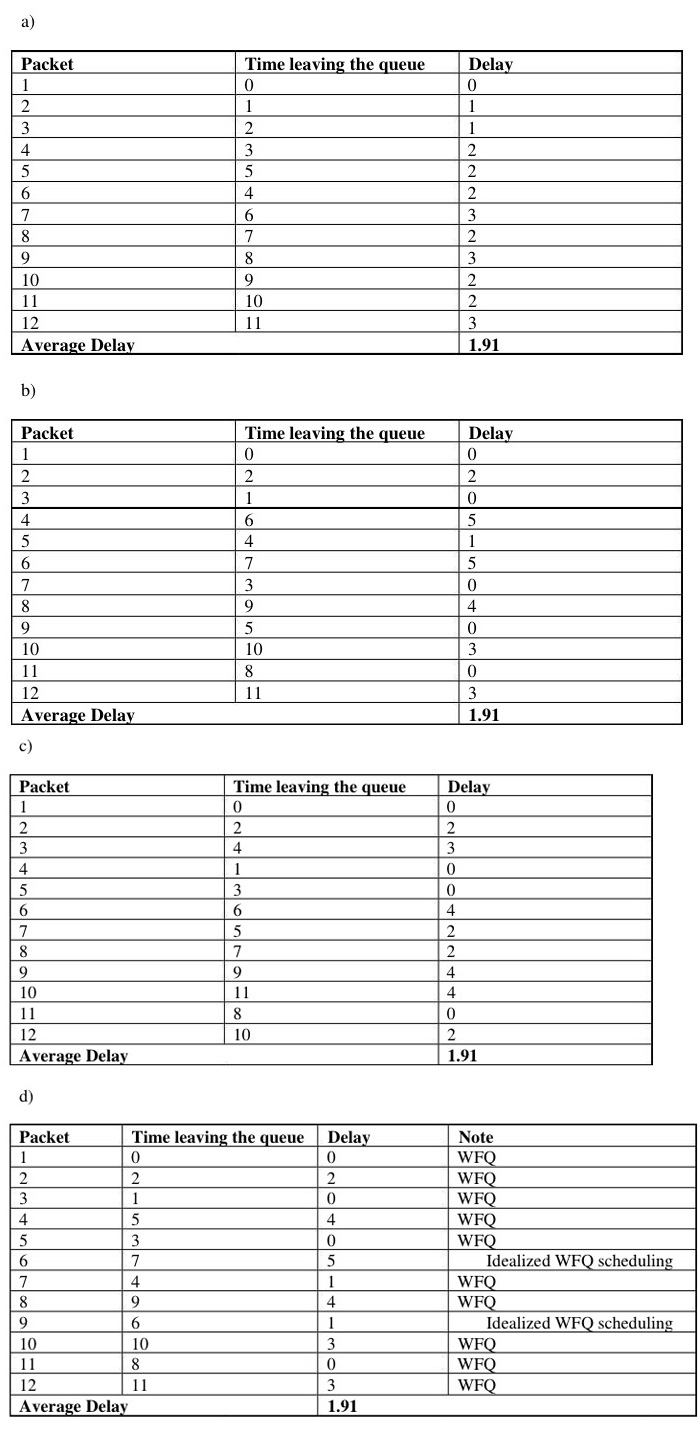 a)
Packet Time leaving the queue Delay
1 0 0
2 1 1
3 2 1
4 3 2
5 5 2
6 4 2
7 6 3
8 7 2
9 8 3
10 9 2
11 10 2
12 11 3
Average Delay 1.91
b)
Packet Time leaving the queue Delay
1 0 0
2 2 2
3 1 0
4 6 5
5 4 1
6 7 5
7 3 0
8 9 4
9 5 0
10 10 3
11 8 0
12 11 3
Average Delay 1.91
c)
Packet Time leaving the queue Delay
1 0 0
2 2 2
3 4 3
4 1 0
5 3 0
6 6 4
7 5 2
8 7 2
9 9 4
10 11 4
11 8 0
12 10 2
Average Delay 1.91
d)
Packet Time leaving the queue Delay Note
1 0 0 WFQ
2 2 2 WFQ
3 1 0 WFQ
4 5 4 WFQ
5 3 0 WFQ
6 7 5 Idealized WFQ scheduling
7 4 1 WFQ
8 9 4 WFQ
9 6 1 Idealized WFQ scheduling
10 10 3 WFQ
11 8 0 WFQ
12 11 3 WFQ
Average Delay 1.91